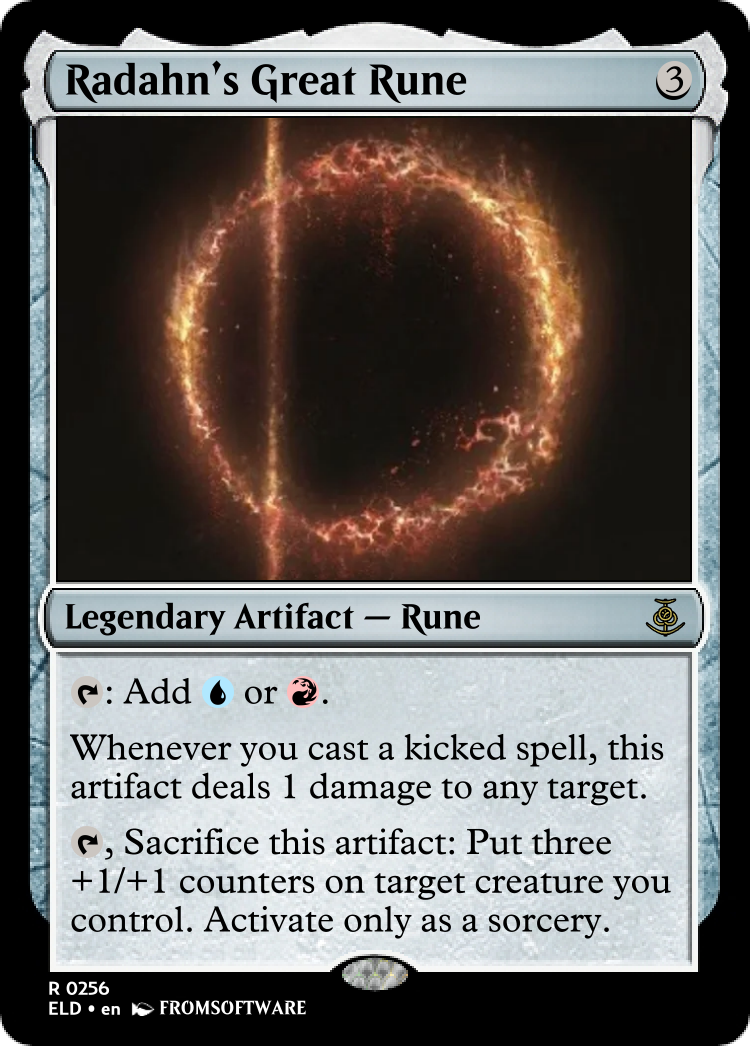 Radahn's Great Rune 3
Legendary Artifact — Rune
: Add or .
Whenever you cast a kicked spell, this
artifact deals 1 damage to any target.
, Sacrifice this artifact: Put three
+1/+1 counters on target creature you
control. Activate only as a sorcery.
R 0256
ELD • en FROMSOFTWARE